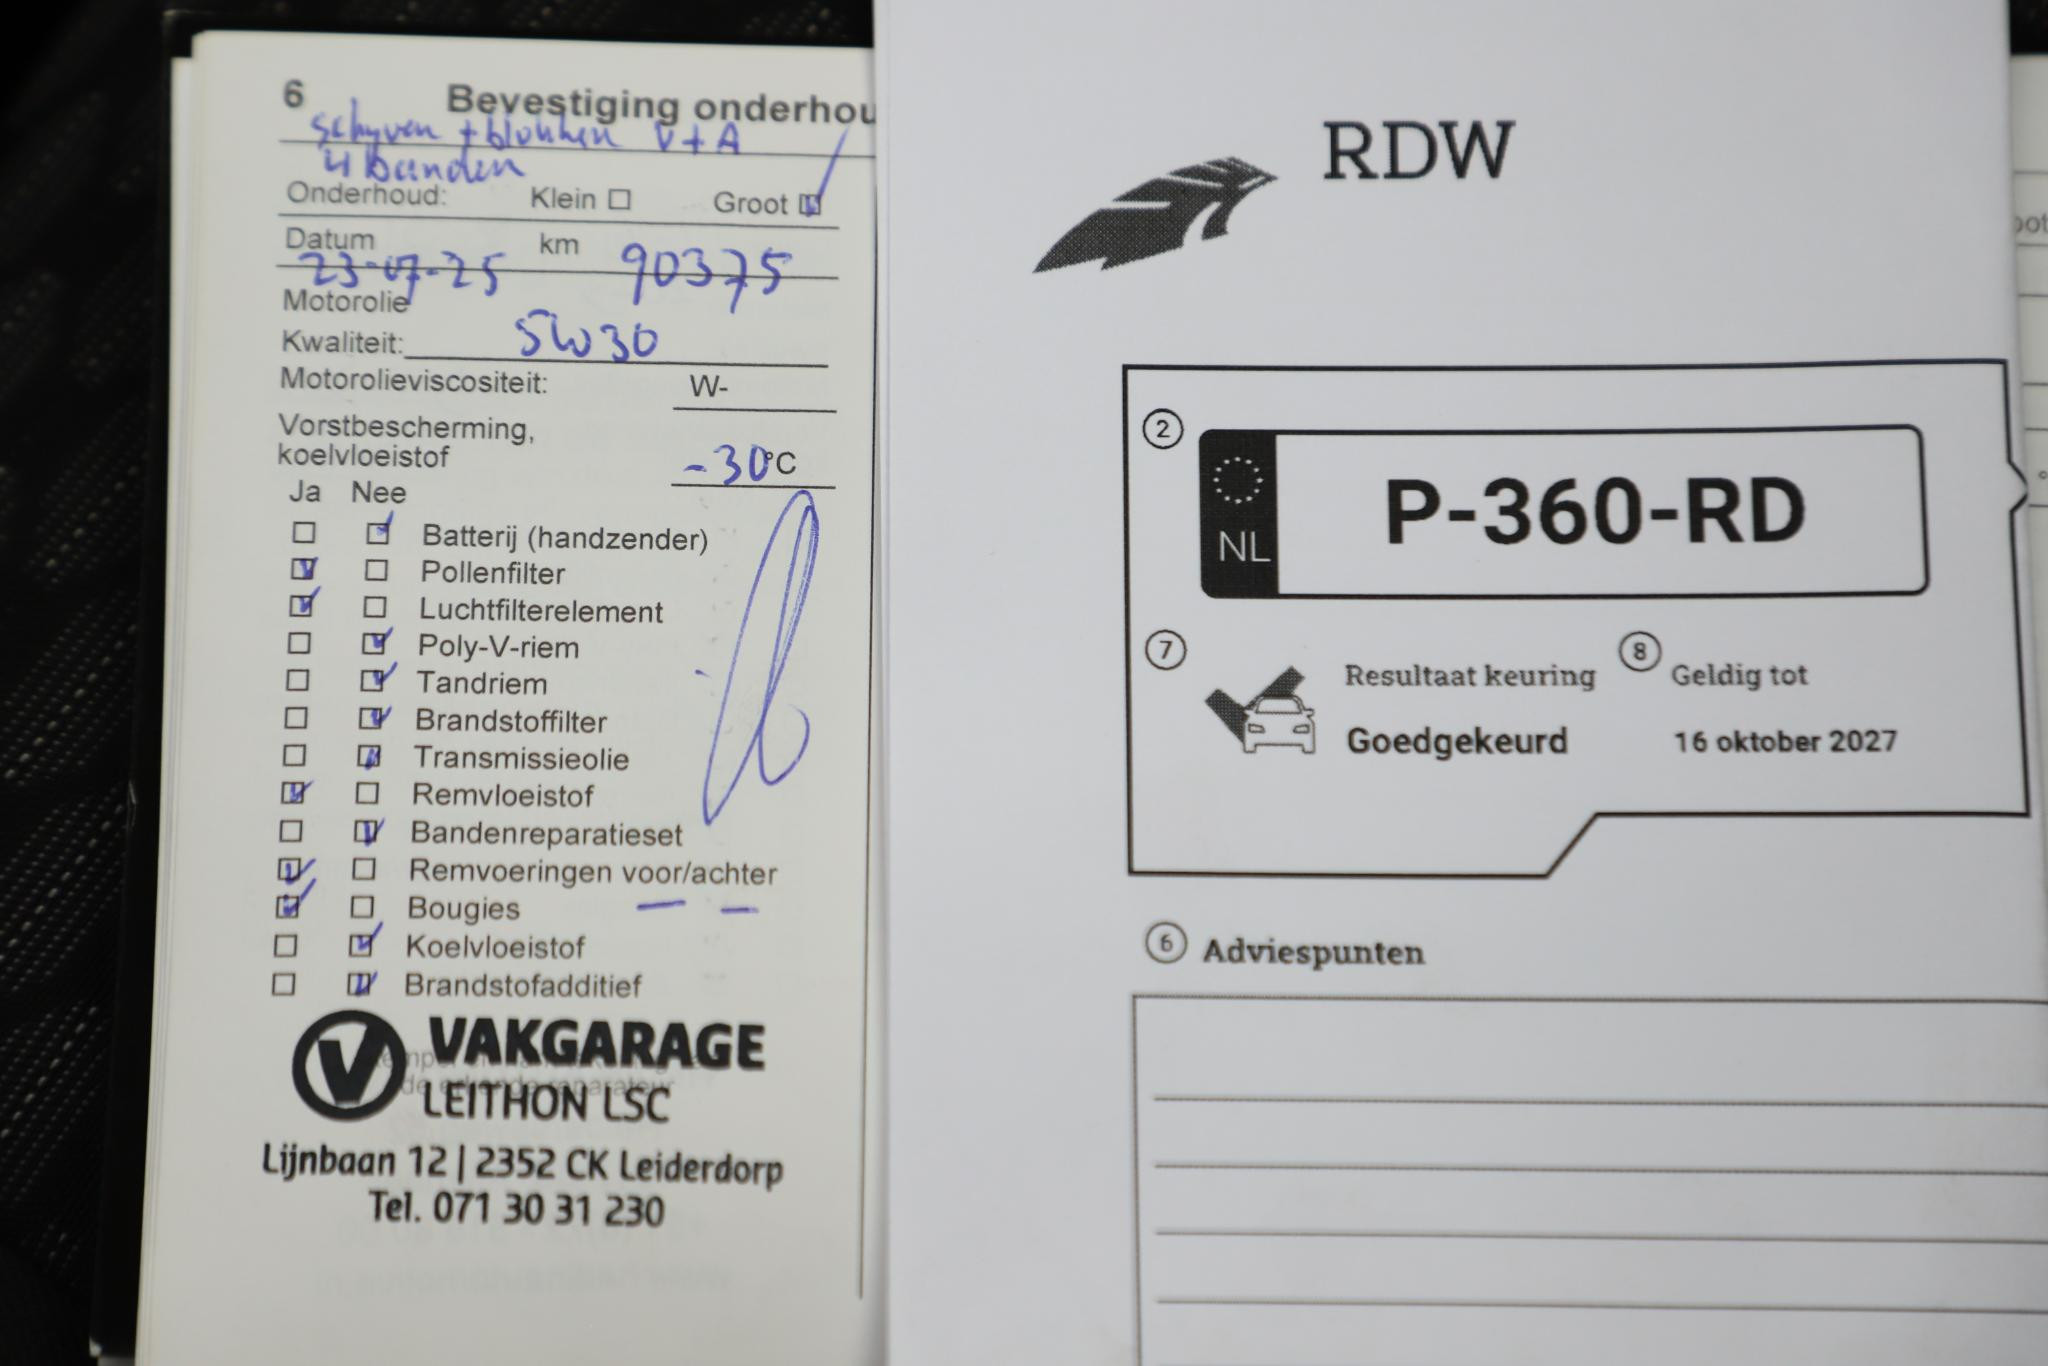 6 Bevestiging onderhou
schyven + blokken V+A
4 banden
Onderhoud: Klein Groot
Datum km
23-07-25 90375
Motorolie
Kwaliteit: 5W30
Motorolieviscositeit: W-
Vorstbescherming,
koelvloeistof -30°C
Ja Nee
Batterij (handzender)
Pollenfilter
Luchtfilterelement
Poly-V-riem
Tandriem
Brandstoffilter
Transmissieolie
Remvloeistof
Bandenreparatieset
Remvoeringen voor/achter
Bougies
Koelvloeistof
Brandstofadditief
VAKGARAGE
LEITHON LSC
Lijnbaan 12 | 2352 CK Leiderdorp
Tel. 071 30 31 230
RDW
2
NL P-360-RD
7 Resultaat keuring 8 Geldig tot
Goedgekeurd 16 oktober 2027
6 Adviespunten